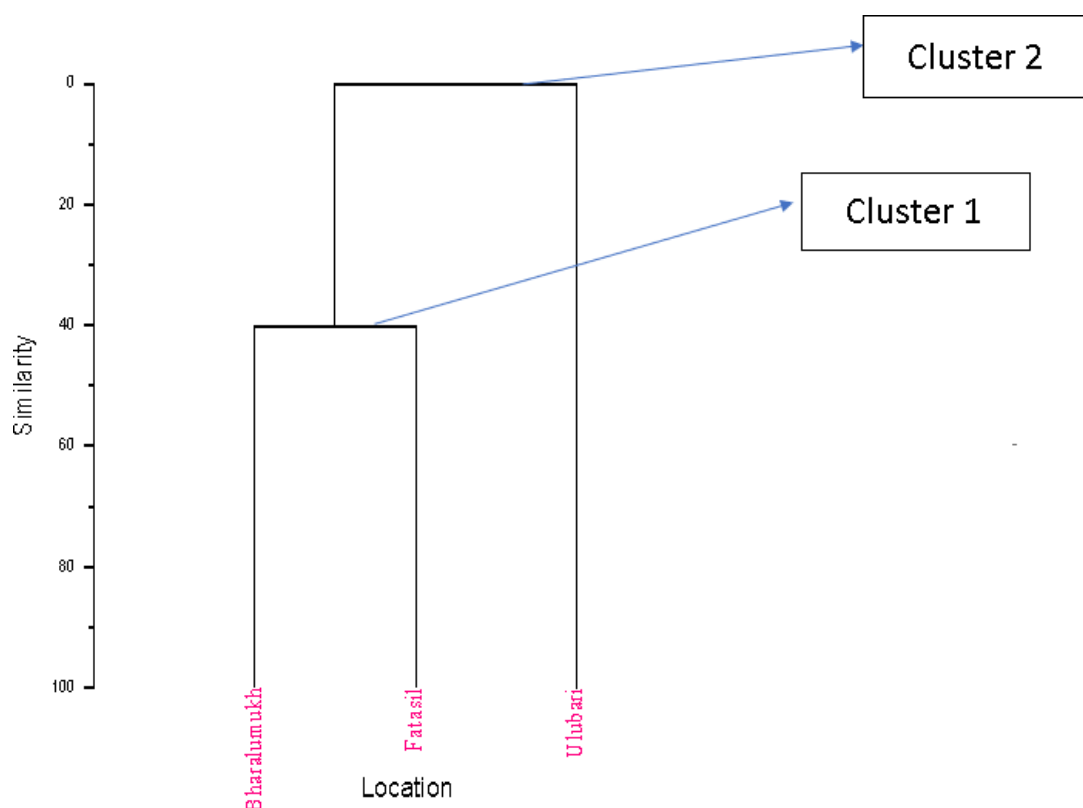 Cluster 2
0
Cluster 1
20
40
Similarity
60
80
100
Bharalumukh
Fatasil
Ulubari
Location